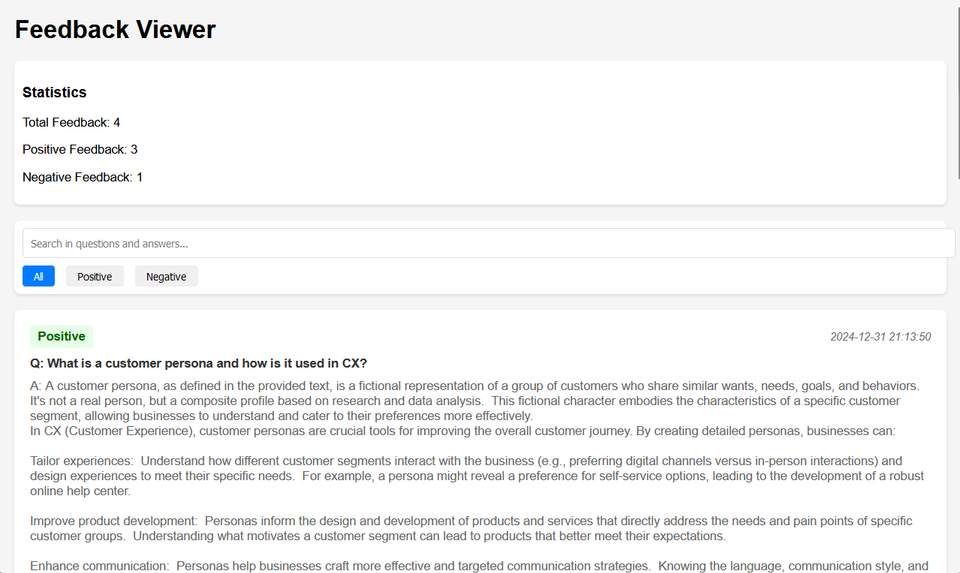 Feedback Viewer
Statistics
Total Feedback: 4
Positive Feedback: 3
Negative Feedback: 1
Search in questions and answers...
All Positive Negative
Positive 2024-12-31 21:13:50
Q: What is a customer persona and how is it used in CX?
A: A customer persona, as defined in the provided text, is a fictional representation of a group of customers who share similar wants, needs, goals, and behaviors.
It's not a real person, but a composite profile based on research and data analysis.  This fictional character embodies the characteristics of a specific customer
segment, allowing businesses to understand and cater to their preferences more effectively.
In CX (Customer Experience), customer personas are crucial tools for improving the overall customer journey. By creating detailed personas, businesses can:
Tailor experiences:  Understand how different customer segments interact with the business (e.g., preferring digital channels versus in-person interactions) and
design experiences to meet their specific needs.  For example, a persona might reveal a preference for self-service options, leading to the development of a robust
online help center.
Improve product development:  Personas inform the design and development of products and services that directly address the needs and pain points of specific
customer groups.  Understanding what motivates a customer segment can lead to products that better meet their expectations.
Enhance communication:  Personas help businesses craft more effective and targeted communication strategies.  Knowing the language, communication style, and